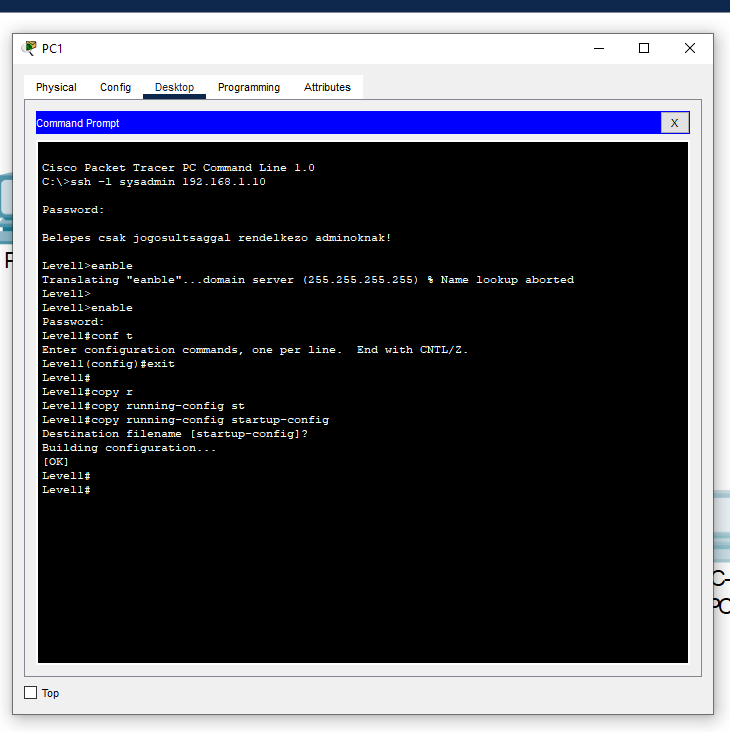 PC1
Physical Config Desktop Programming Attributes
Command Prompt X
Cisco Packet Tracer PC Command Line 1.0
C:\>ssh -l sysadmin 192.168.1.10
Password:
Belepes csak jogosultsaggal rendelkezo adminoknak!
Level1>eanble
Translating "eanble"...domain server (255.255.255.255) % Name lookup aborted
Level1>
Level1>enable
Password:
Level1#conf t
Enter configuration commands, one per line.  End with CNTL/Z.
Level1(config)#exit
Level1#
Level1#copy r
Level1#copy running-config st
Level1#copy running-config startup-config
Destination filename [startup-config]?
Building configuration...
[OK]
Level1#
Level1#
C-
PC
Top